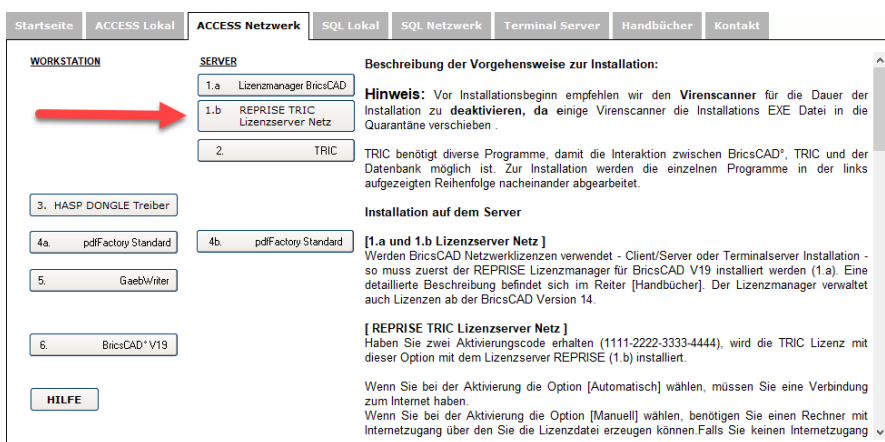 Startseite ACCESS Lokal ACCESS Netzwerk SQL Lokal SQL Netzwerk Terminal Server Handbücher Kontakt
WORKSTATION
SERVER
1.a Lizenzmanager BricsCAD
1.b REPRISE TRIC
Lizenzserver Netz
2. TRIC
3. HASP DONGLE Treiber
4a. pdfFactory Standard
4b. pdfFactory Standard
5. GaebWriter
6. BricsCAD° V19
HILFE
Beschreibung der Vorgehensweise zur Installation:
Hinweis: Vor Installationsbeginn empfehlen wir den Virenscanner für die Dauer der
Installation zu deaktivieren, da einige Virenscanner die Installations EXE Datei in die
Quarantäne verschieben .
TRIC benötigt diverse Programme, damit die Interaktion zwischen BricsCAD°, TRIC und der
Datenbank möglich ist. Zur Installation werden die einzelnen Programme in der links
aufgezeigten Reihenfolge nacheinander abgearbeitet.
Installation auf dem Server
[1.a und 1.b Lizenzserver Netz ]
Werden BricsCAD Netzwerklizenzen verwendet - Client/Server oder Terminalserver Installation -
so muss zuerst der REPRISE Lizenzmanager für BricsCAD V19 installiert werden (1.a). Eine
detaillierte Beschreibung befindet sich im Reiter [Handbücher]. Der Lizenzmanager verwaltet
auch Lizenzen ab der BricsCAD Version 14.
[ REPRISE TRIC Lizenzserver Netz ]
Haben Sie zwei Aktivierungscode erhalten (1111-2222-3333-4444), wird die TRIC Lizenz mit
dieser Option mit dem Lizenzserver REPRISE (1.b) installiert.
Wenn Sie bei der Aktivierung die Option [Automatisch] wählen, müssen Sie eine Verbindung
zum Internet haben.
Wenn Sie bei der Aktivierung die Option [Manuell] wählen, benötigen Sie einen Rechner mit
Internetzugang über den Sie die Lizenzdatei erzeugen können.Falls Sie keinen Internetzugang